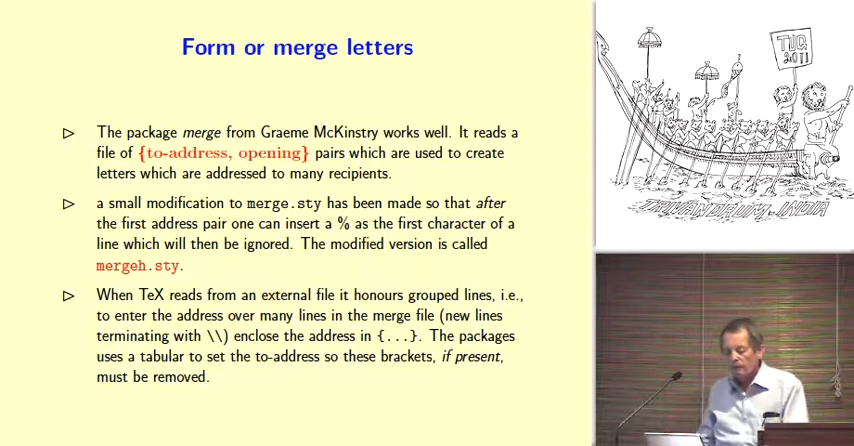 Form or merge letters
The package merge from Graeme McKinstry works well. It reads a
file of {to-address, opening} pairs which are used to create
letters which are addressed to many recipients.
a small modification to merge.sty has been made so that after
the first address pair one can insert a % as the first character of a
line which will then be ignored. The modified version is called
mergeh.sty.
When TeX reads from an external file it honours grouped lines, i.e.,
to enter the address over many lines in the merge file (new lines
terminating with \\) enclose the address in {...}. The packages
uses a tabular to set the to-address so these brackets, if present,
must be removed.
TUG
2011
TRIVANDRUM-INDIA